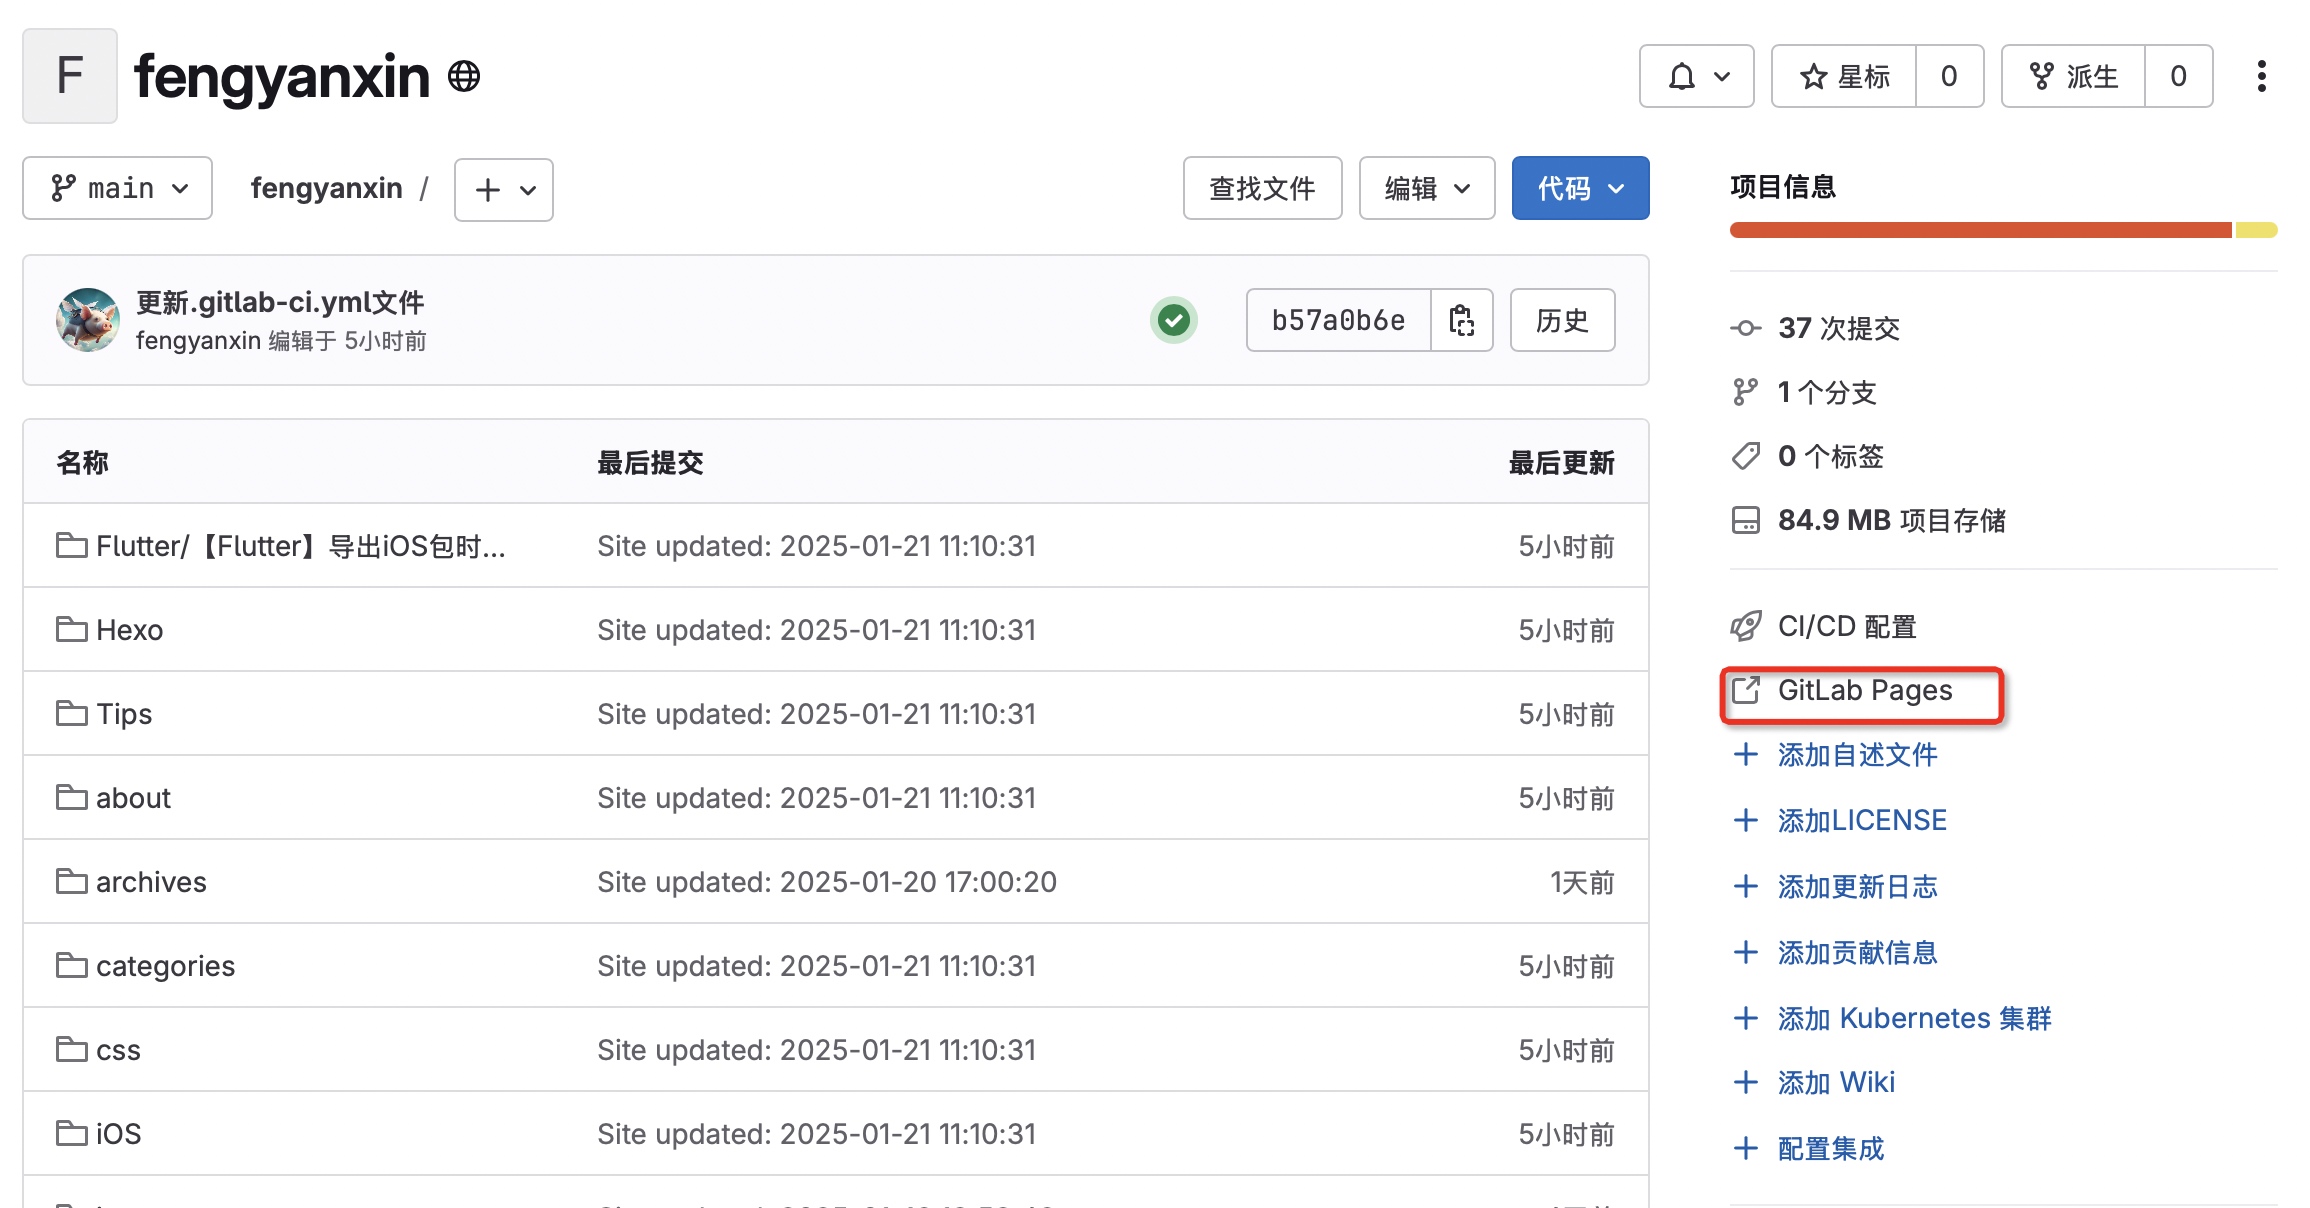 F fengyanxin
星标 0 派生 0
main fengyanxin / 查找文件 编辑 代码
更新.gitlab-ci.yml文件
fengyanxin 编辑于 5小时前
b57a0b6e 历史
名称 最后提交 最后更新
Flutter/【Flutter】导出iOS包时... Site updated: 2025-01-21 11:10:31 5小时前
Hexo Site updated: 2025-01-21 11:10:31 5小时前
Tips Site updated: 2025-01-21 11:10:31 5小时前
about Site updated: 2025-01-21 11:10:31 5小时前
archives Site updated: 2025-01-20 17:00:20 1天前
categories Site updated: 2025-01-21 11:10:31 5小时前
css Site updated: 2025-01-21 11:10:31 5小时前
iOS Site updated: 2025-01-21 11:10:31 5小时前
项目信息
37 次提交
1 个分支
0 个标签
84.9 MB 项目存储
CI/CD 配置
GitLab Pages
添加自述文件
添加LICENSE
添加更新日志
添加贡献信息
添加 Kubernetes 集群
添加 Wiki
配置集成